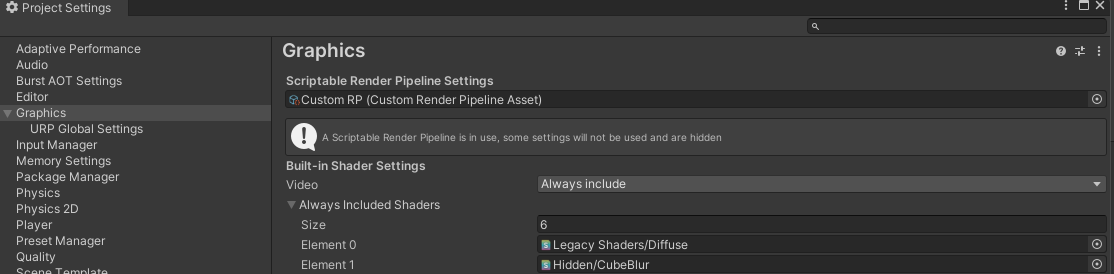 Project Settings
Adaptive Performance
Audio
Burst AOT Settings
Editor
Graphics
URP Global Settings
Input Manager
Memory Settings
Package Manager
Physics
Physics 2D
Player
Preset Manager
Quality
Scene Template
Graphics
Scriptable Render Pipeline Settings
Custom RP (Custom Render Pipeline Asset)
A Scriptable Render Pipeline is in use, some settings will not be used and are hidden
Built-in Shader Settings
Video Always include
Always Included Shaders
Size 6
Element 0 Legacy Shaders/Diffuse
Element 1 Hidden/CubeBlur